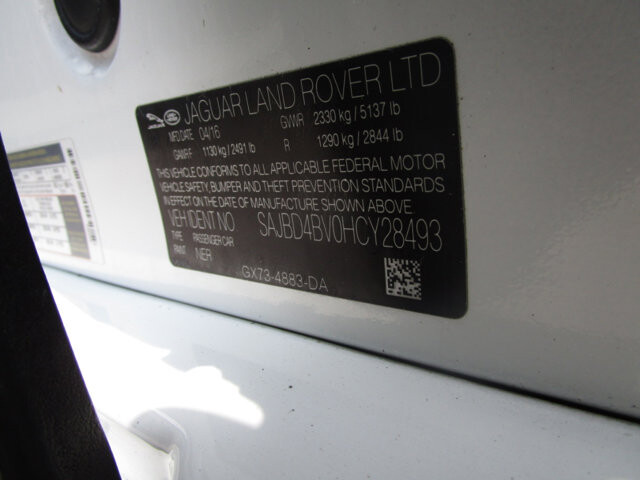 JAGUAR LAND ROVER LTD
MFD DATE 04/16 GVWR 2330 kg / 5137 lb
GAWR F 1130 kg / 2491 lb R 1290 kg / 2844 lb
THIS VEHICLE CONFORMS TO ALL APPLICABLE FEDERAL MOTOR
VEHICLE SAFETY, BUMPER AND THEFT PREVENTION STANDARDS
IN EFFECT ON THE DATE OF MANUFACTURE SHOWN ABOVE.
VEH IDENT NO SAJBD4BV0HCY28493
TYPE PASSENGER CAR
PAINT NER
GX73-4883-DA